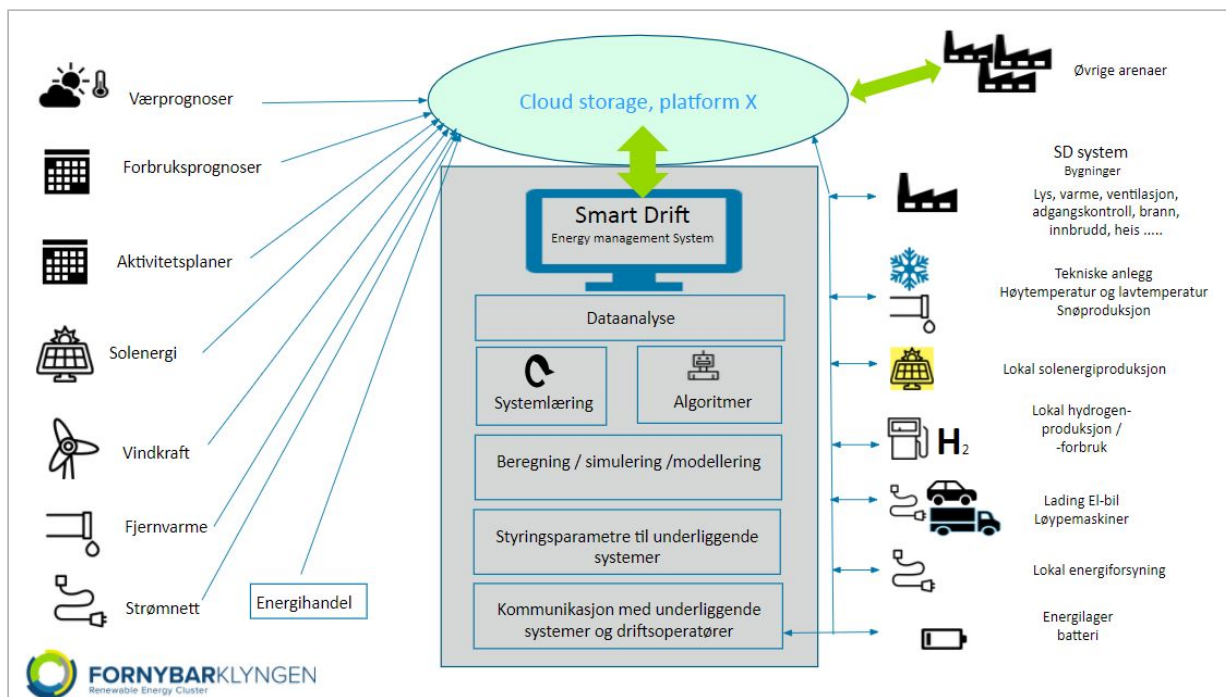 Værprognoser
Forbruksprognoser
Aktivitetsplaner
Solenergi
Vindkraft
Fjernvarme
Strømnett
Energihandel
FORNYBARKLYNGEN
Renewable Energy Cluster
Cloud storage, platform X
Smart Drift
Energy management System
Dataanalyse
Systemlæring
Algoritmer
Beregning / simulering /modellering
Styringsparametre til underliggende
systemer
Kommunikasjon med underliggende
systemer og driftsoperatører
Øvrige arenaer
SD system
Bygninger
Lys, varme, ventilasjon,
adgangskontroll, brann,
innbrudd, heis .....
Tekniske anlegg
Høytemperatur og lavtemperatur
Snøproduksjon
Lokal solenergiproduksjon
H2
Lokal hydrogen-
produksjon /
-forbruk
Lading El-bil
Løypemaskiner
Lokal energiforsyning
Energilager
batteri